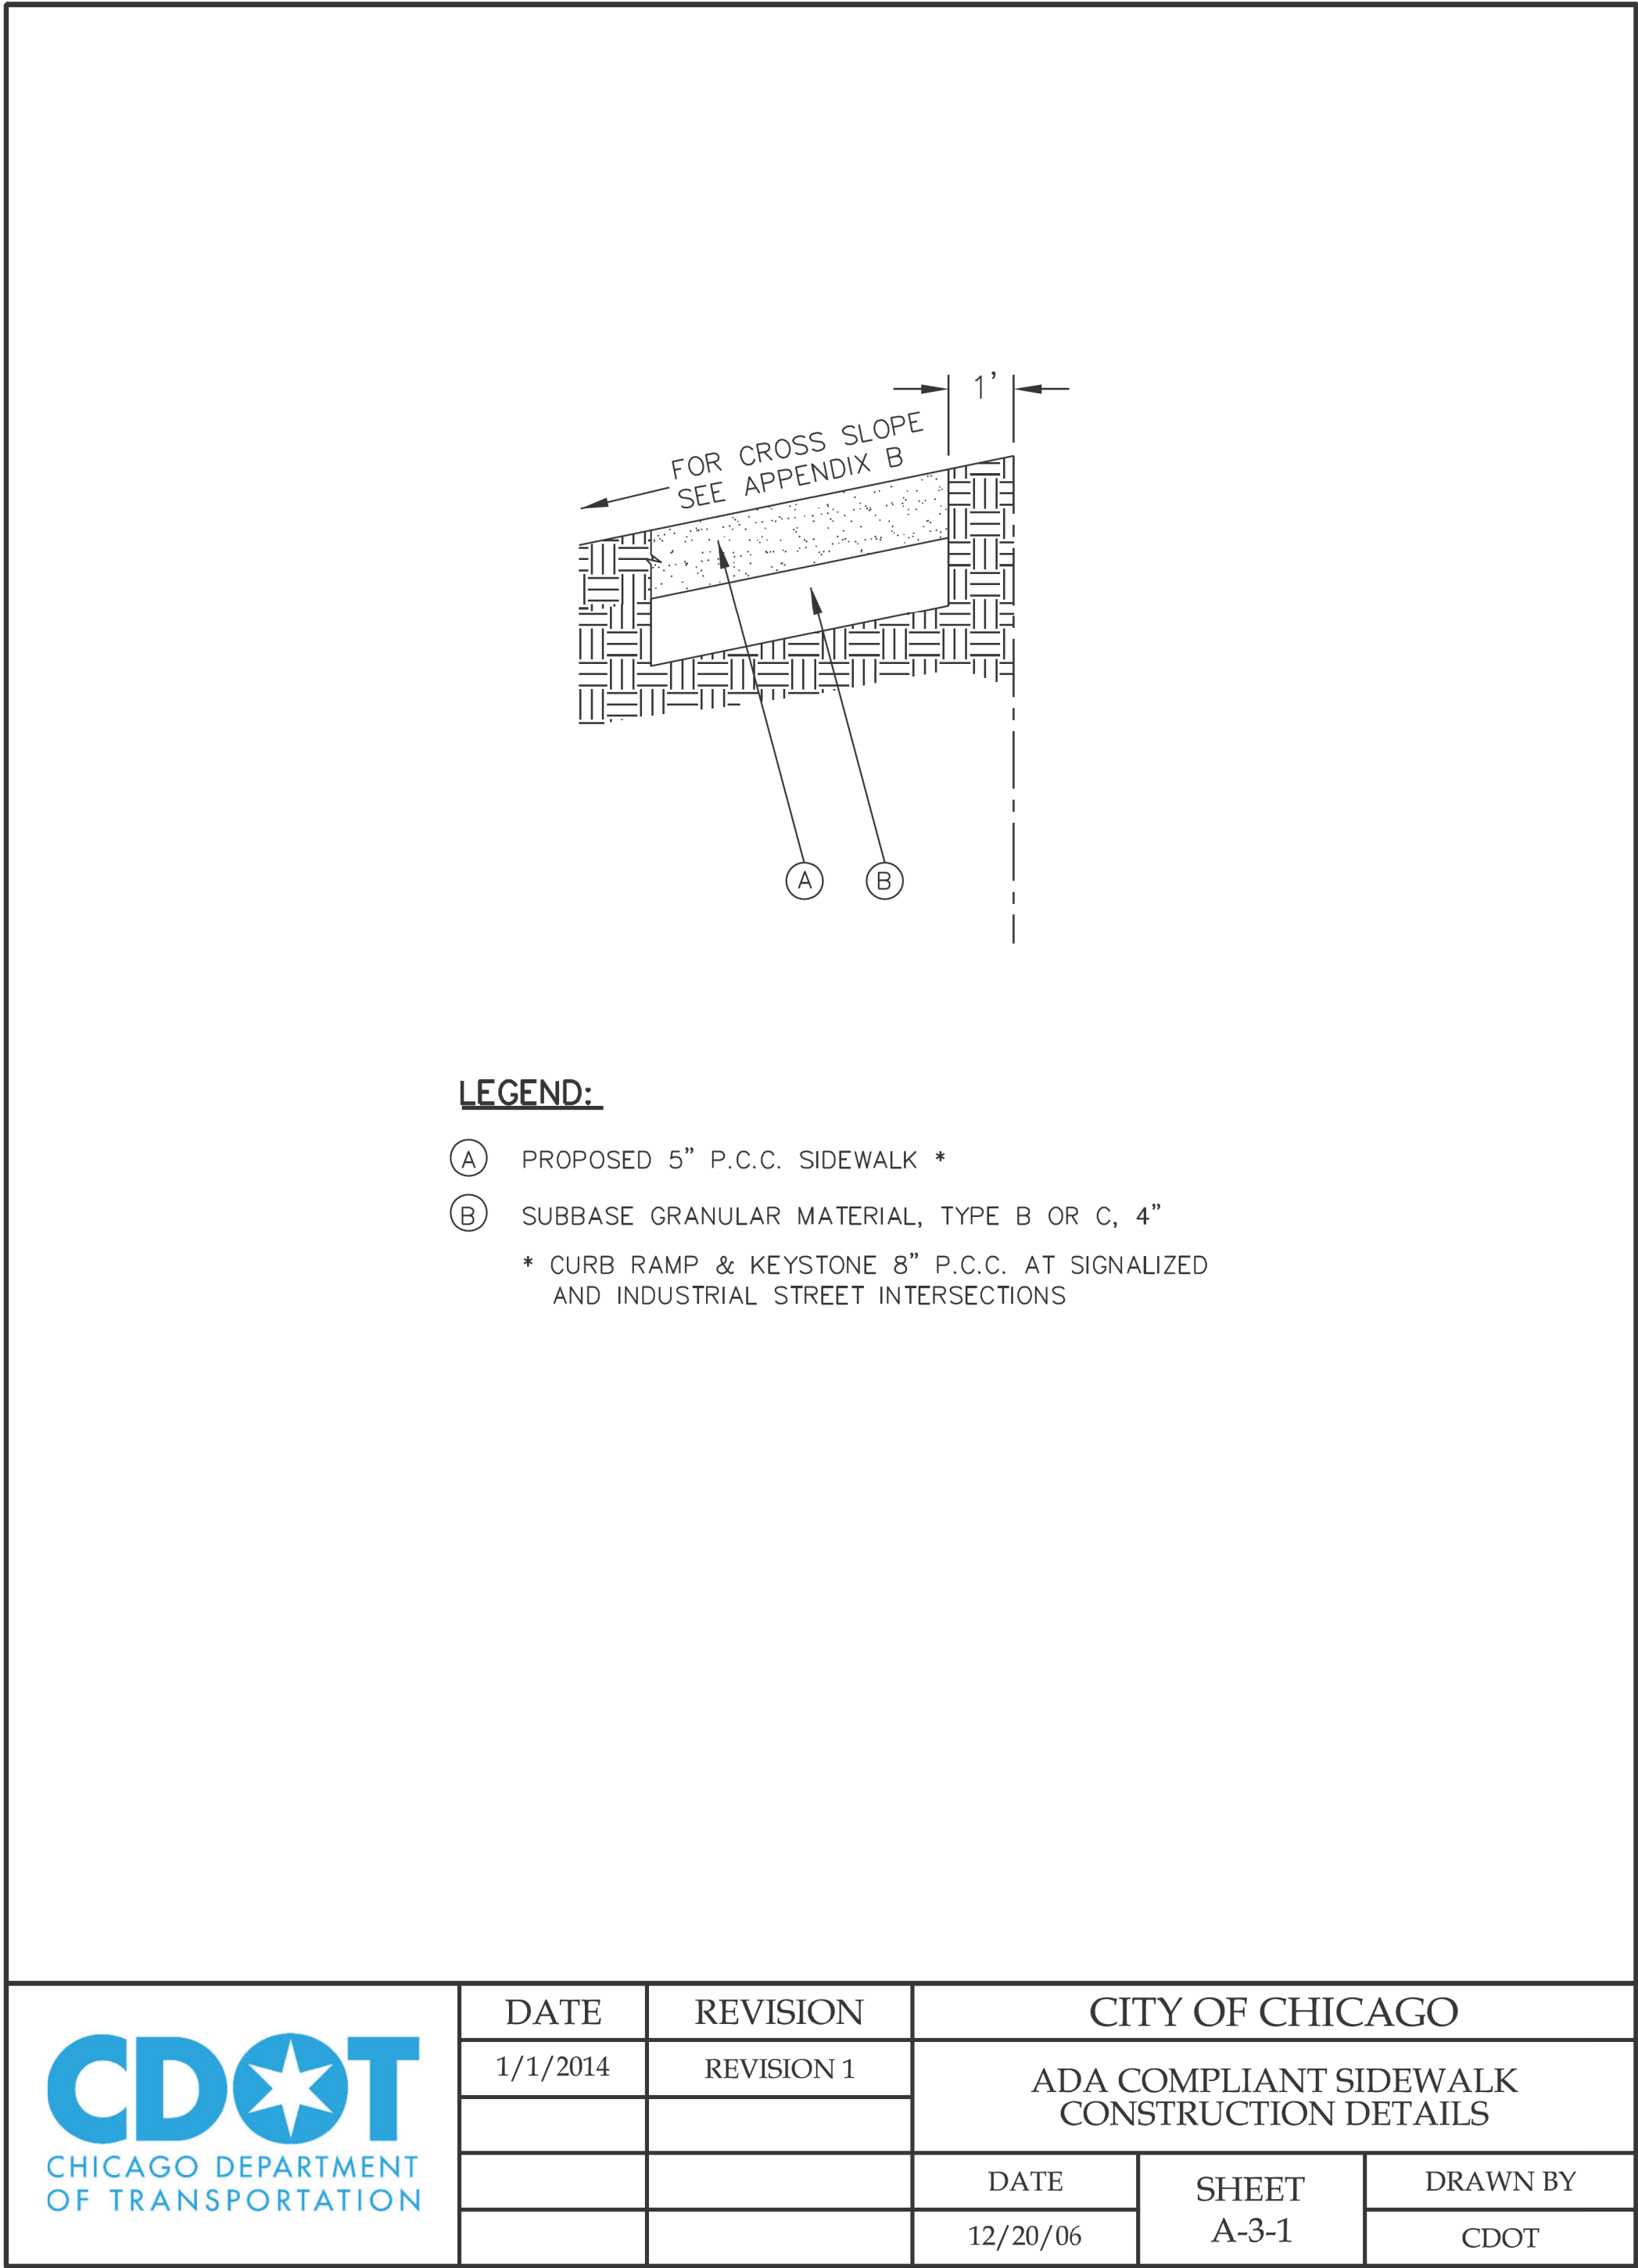 1’
FOR CROSS SLOPE
SEE APPENDIX B
A
B
LEGEND:
A PROPOSED 5” P.C.C. SIDEWALK *
B SUBBASE GRANULAR MATERIAL, TYPE B OR C, 4”
* CURB RAMP & KEYSTONE 8” P.C.C. AT SIGNALIZED
AND INDUSTRIAL STREET INTERSECTIONS
CDOT
CHICAGO DEPARTMENT
OF TRANSPORTATION
DATE REVISION
1/1/2014 REVISION 1
CITY OF CHICAGO
ADA COMPLIANT SIDEWALK
CONSTRUCTION DETAILS
DATE
12/20/06
SHEET
A-3-1
DRAWN BY
CDOT